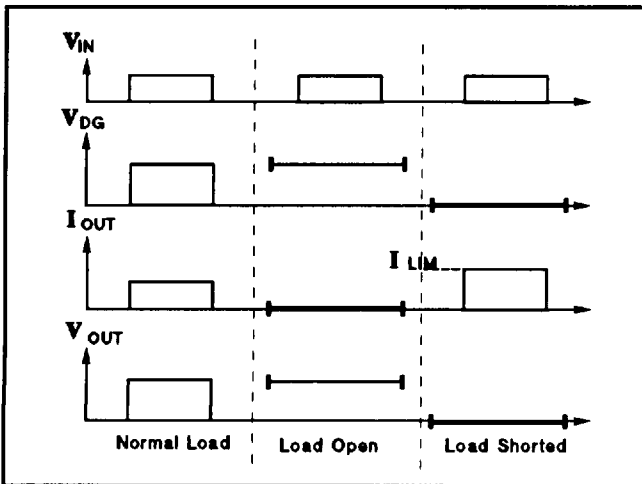 VIN
VDG
IOUT
ILIM
VOUT
Normal Load
Load Open
Load Shorted